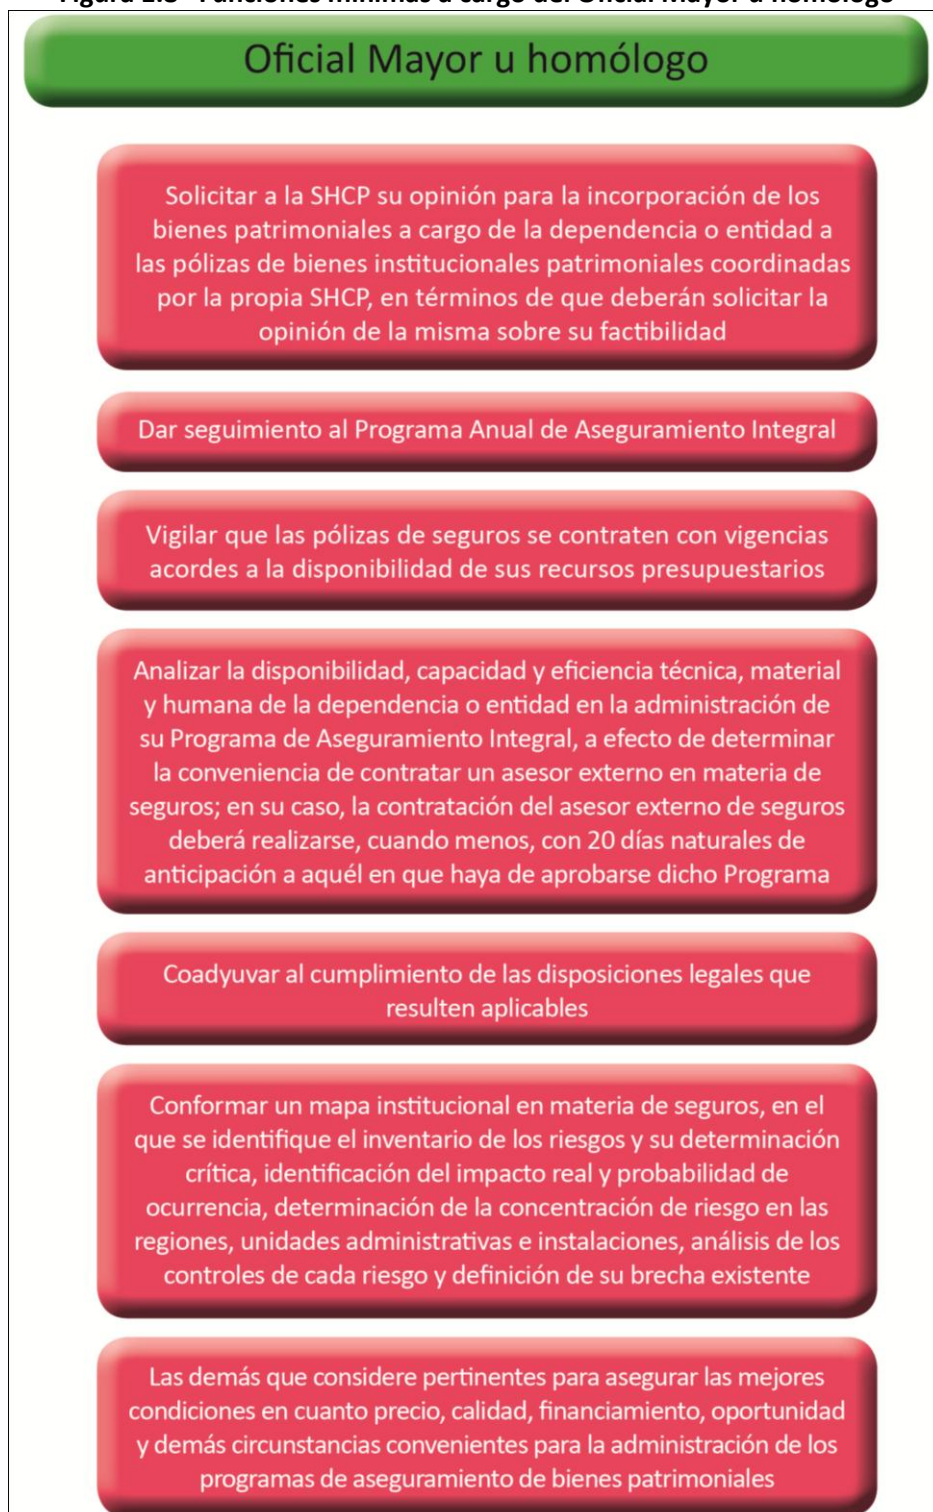 Figura 1.8 Funciones mínimas a cargo del Oficial Mayor u homólogo
Oficial Mayor u homólogo
Solicitar a la SHCP su opinión para la incorporación de los
bienes patrimoniales a cargo de la dependencia o entidad a
las pólizas de bienes institucionales patrimoniales coordinadas
por la propia SHCP, en términos de que deberán solicitar la
opinión de la misma sobre su factibilidad
Dar seguimiento al Programa Anual de Aseguramiento Integral
Vigilar que las pólizas de seguros se contraten con vigencias
acordes a la disponibilidad de sus recursos presupuestarios
Analizar la disponibilidad, capacidad y eficiencia técnica, material
y humana de la dependencia o entidad en la administración de
su Programa de Aseguramiento Integral, a efecto de determinar
la conveniencia de contratar un asesor externo en materia de
seguros; en su caso, la contratación del asesor externo de seguros
deberá realizarse, cuando menos, con 20 días naturales de
anticipación a aquél en que haya de aprobarse dicho Programa
Coadyuvar al cumplimiento de las disposiciones legales que
resulten aplicables
Conformar un mapa institucional en materia de seguros, en el
que se identifique el inventario de los riesgos y su determinación
crítica, identificación del impacto real y probabilidad de
ocurrencia, determinación de la concentración de riesgo en las
regiones, unidades administrativas e instalaciones, análisis de los
controles de cada riesgo y definición de su brecha existente
Las demás que considere pertinentes para asegurar las mejores
condiciones en cuanto precio, calidad, financiamiento, oportunidad
y demás circunstancias convenientes para la administración de los
programas de aseguramiento de bienes patrimoniales